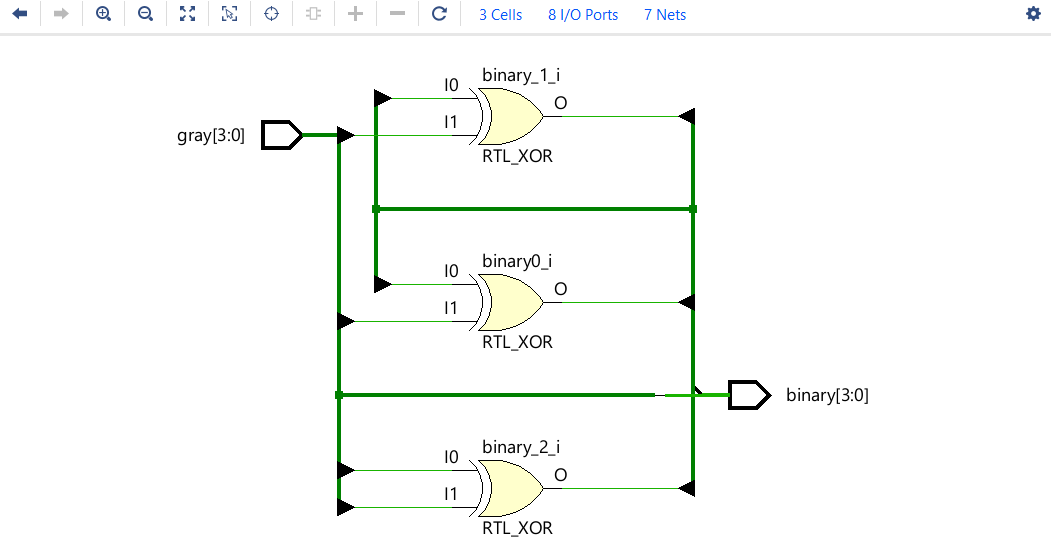 3 Cells 8 I/O Ports 7 Nets
binary_1_i
I0
O
I1
gray[3:0]
RTL_XOR
binary0_i
I0
O
I1
RTL_XOR
binary[3:0]
binary_2_i
I0
O
I1
RTL_XOR